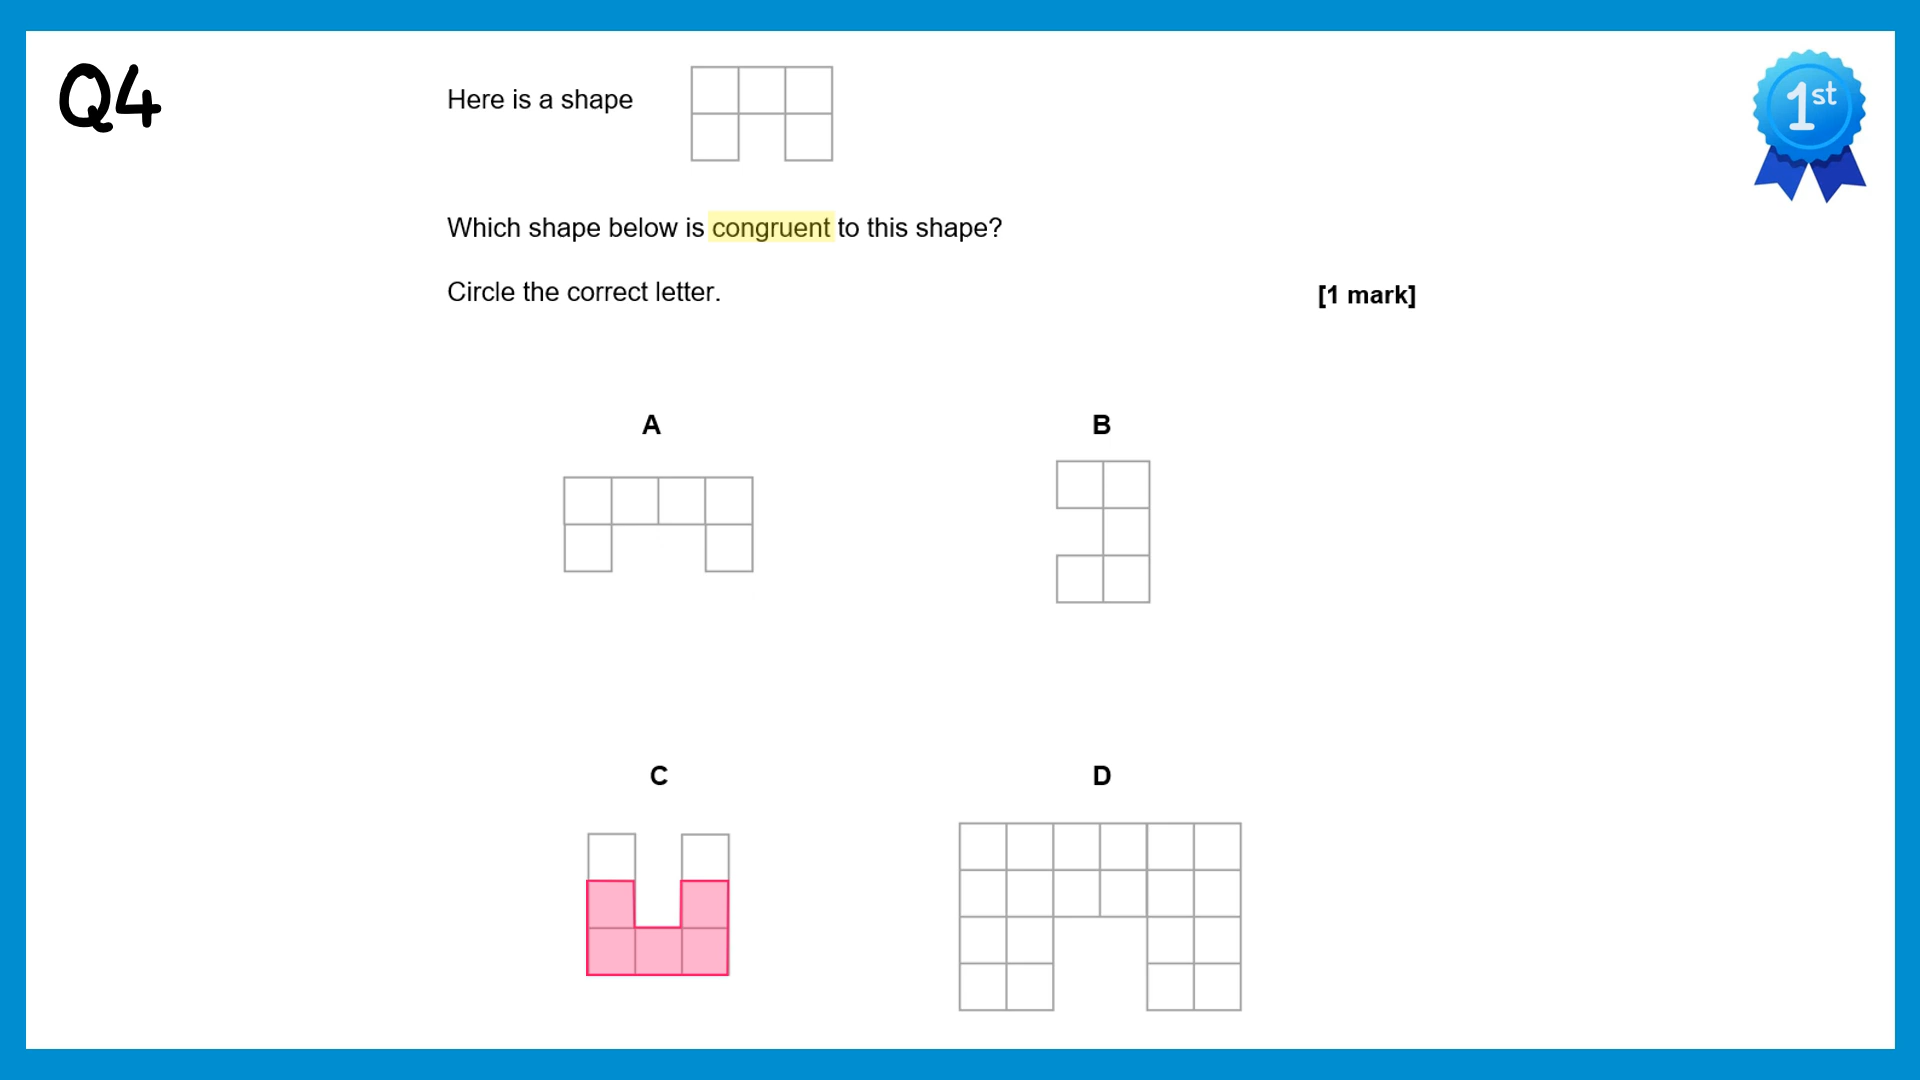 Q4
Here is a shape
1st
Which shape below is congruent to this shape?
Circle the correct letter.
[1 mark]
A
B
C
D